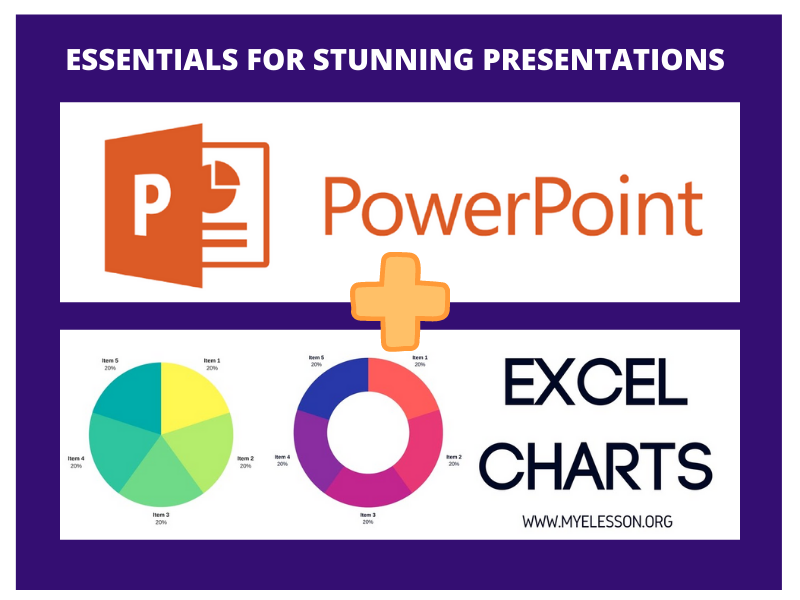 ESSENTIALS FOR STUNNING PRESENTATIONS
P
PowerPoint
Item 5
20%
Item 1
20%
Item 4
20%
Item 2
20%
Item 3
20%
Item 5
20%
Item 1
20%
Item 4
20%
Item 2
20%
Item 3
20%
EXCEL
CHARTS
WWW.MYELESSON.ORG